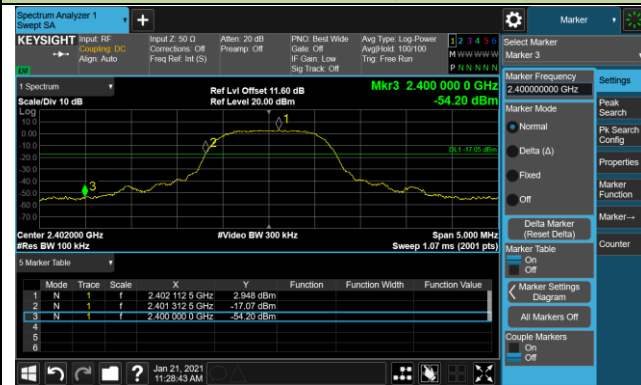 Spectrum Analyzer 1
Swept SA
+
Marker
KEYSIGHT
Input: RF
Coupling: DC
Align: Auto
Input Z: 50 Ω
Corrections: Off
Freq Ref: Int (S)
Atten: 20 dB
Preamp: Off
PNO: Best Wide
Gate: Off
IF Gain: Low
Sig Track: Off
Avg Type: Log-Power
Avg|Hold: 100/100
Trig: Free Run
1 2 3 4 5 6
M W W W W W
P N N N N N
LXI
Select Marker
Marker 3
1 Spectrum
Scale/Div 10 dB
Log
Ref Lvl Offset 11.60 dB
Ref Level 20.00 dBm
Mkr3 2.400 000 0 GHz
-54.20 dBm
10.0
0.00
-10.0
-20.0
-30.0
-40.0
-50.0
-60.0
-70.0
1
2
3
DL1 -17.05 dBm
Center 2.402000 GHz
#Res BW 100 kHz
#Video BW 300 kHz
Span 5.000 MHz
Sweep 1.07 ms (2001 pts)
5 Marker Table
Mode Trace Scale X Y Function Function Width Function Value
1 N 1 f 2.402 112 5 GHz 2.948 dBm
2 N 1 f 2.401 312 5 GHz -17.07 dBm
3 N 1 f 2.400 000 0 GHz -54.20 dBm
4
5
6
Marker Frequency
2.400000000 GHz
Marker Mode
Normal
Delta (Δ)
Fixed
Off
Delta Marker
(Reset Delta)
Marker Table
On
Off
Marker Settings
Diagram
All Markers Off
Couple Markers
On
Off
Settings
Peak
Search
Pk Search
Config
Properties
Marker
Function
Marker→
Counter
?
Jan 21, 2021
11:28:43 AM